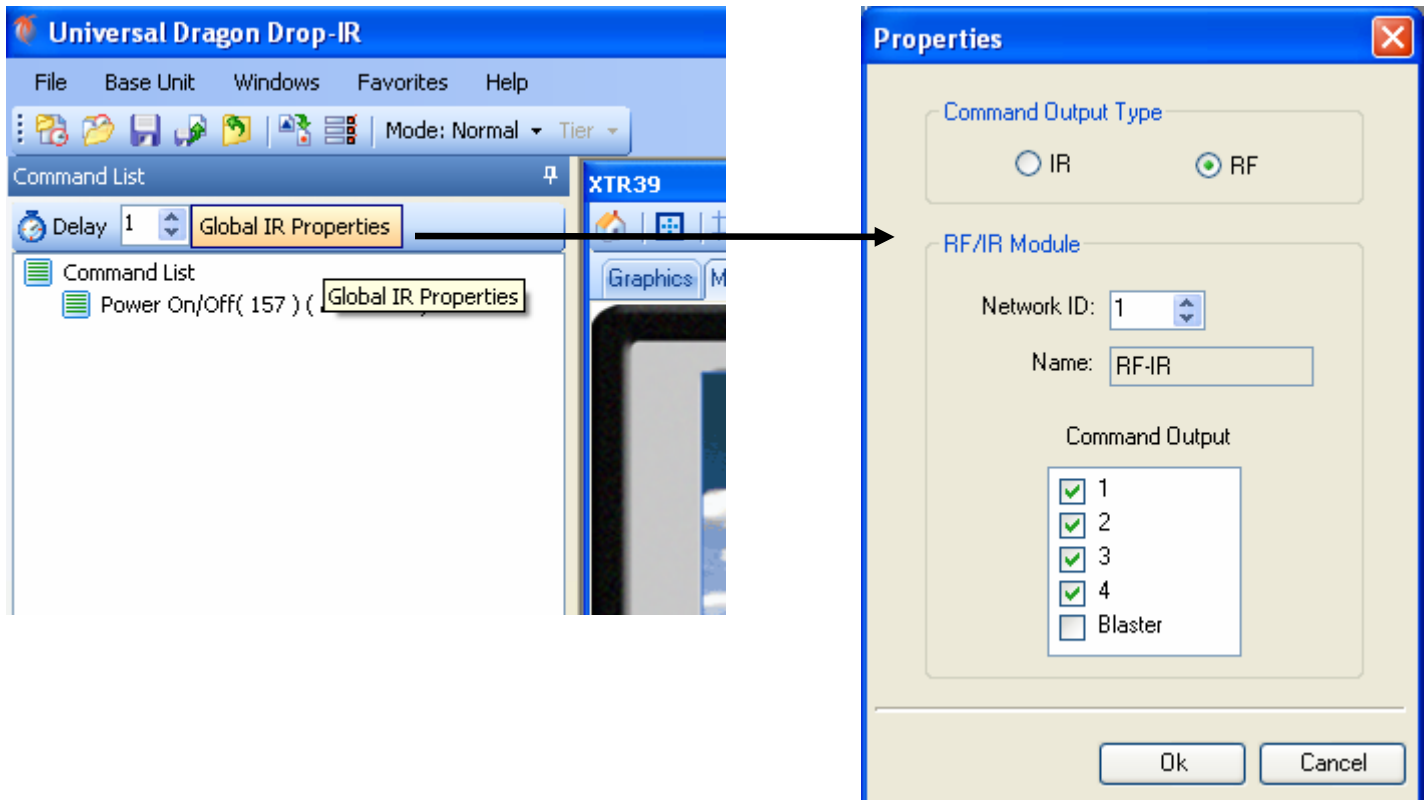 Universal Dragon Drop-IR
File Base Unit Windows Favorites Help
Mode: Normal Tier
Command List
Delay 1 Global IR Properties
Command List
Power On/Off( 157 ) (
Global IR Properties
XTR39
Graphics M
Properties
Command Output Type
IR RF
RF/IR Module
Network ID: 1
Name: RF-IR
Command Output
1
2
3
4
Blaster
Ok Cancel